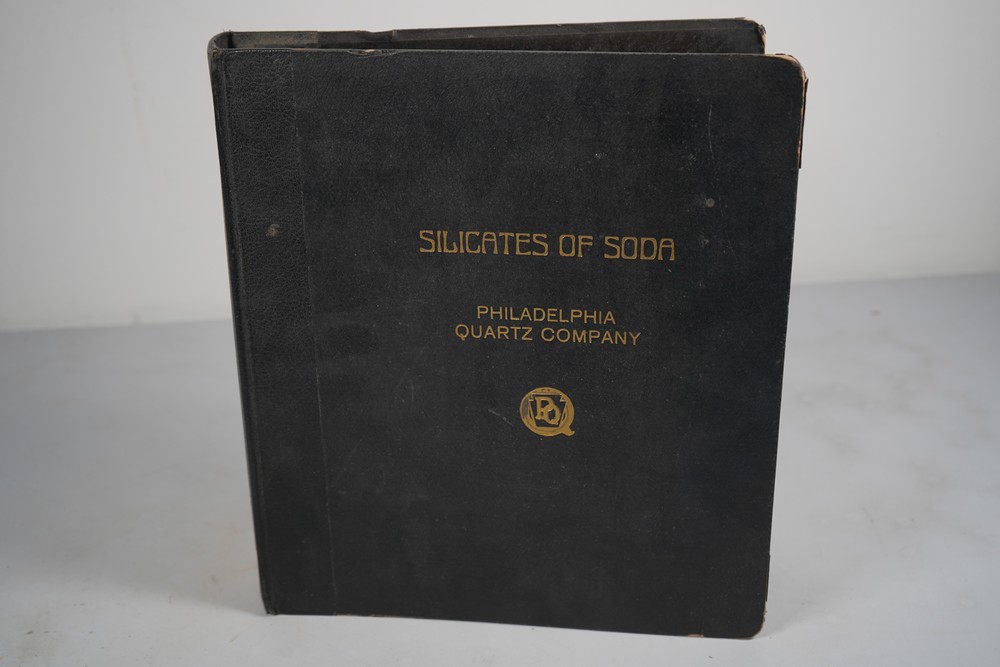 SILICATES OF SODA
PHILADELPHIA
QUARTZ COMPANY
PQ